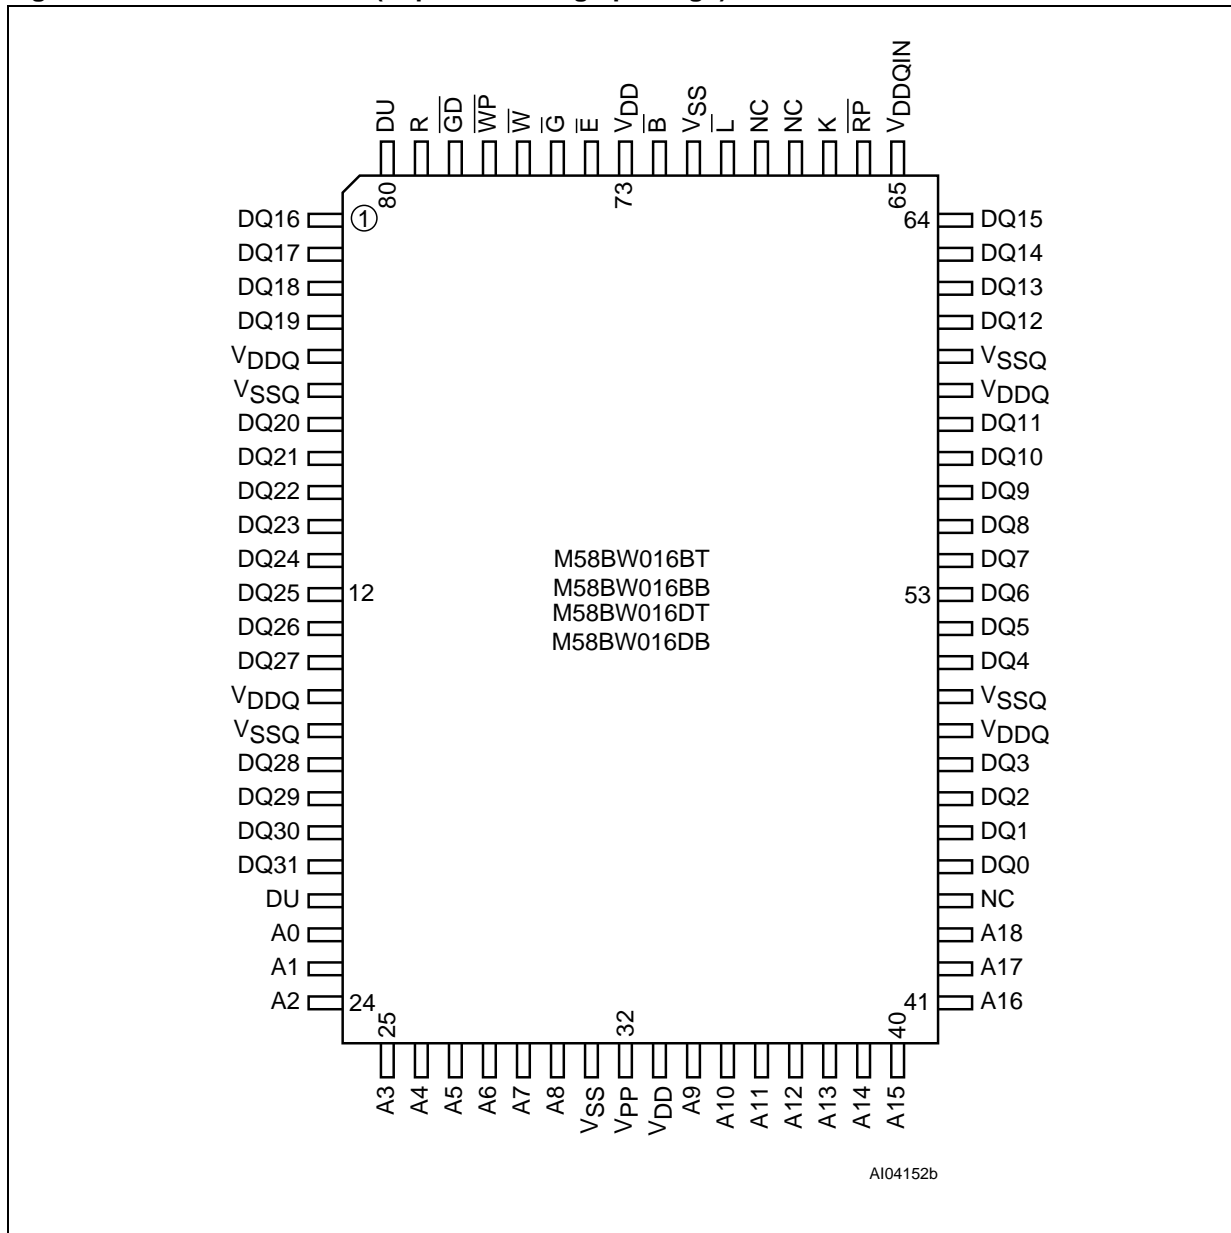 DU R G̅D̅ W̅P̅ W̅ G̅ E̅ VDD B̅ VSS L̅ NC NC K R̅P̅ VDDQIN
80 73 65
DQ16 1 64 DQ15
DQ17 DQ14
DQ18 DQ13
DQ19 DQ12
VDDQ VSSQ
VSSQ VDDQ
DQ20 DQ11
DQ21 DQ10
DQ22 DQ9
DQ23 DQ8
DQ24 M58BW016BT DQ7
DQ25 12 M58BW016BB 53 DQ6
M58BW016DT
DQ26 DQ5
M58BW016DB
DQ27 DQ4
VDDQ VSSQ
VSSQ VDDQ
DQ28 DQ3
DQ29 DQ2
DQ30 DQ1
DQ31 DQ0
DU NC
A0 A18
A1 A17
A2 24 41 A16
25 32 40
A3 A4 A5 A6 A7 A8 VSS VPP VDD A9 A10 A11 A12 A13 A14 A15
AI04152b